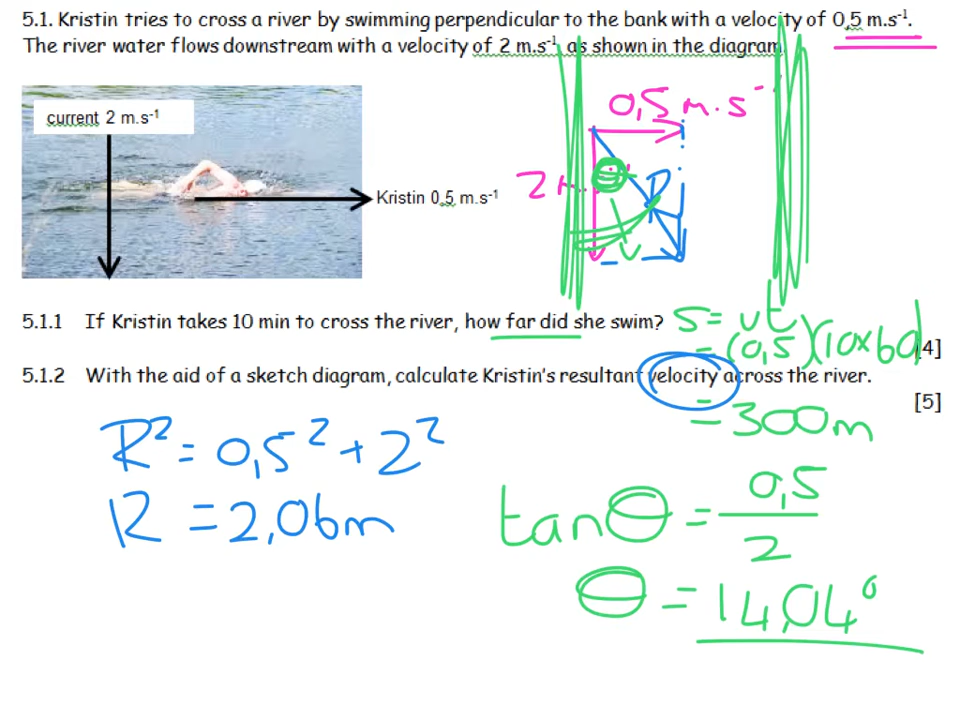 5.1. Kristin tries to cross a river by swimming perpendicular to the bank with a velocity of 0,5 m.s⁻¹.
The river water flows downstream with a velocity of 2 m.s⁻¹, as shown in the diagram.
current 2 m.s⁻¹
Kristin 0,5 m.s⁻¹
0,5 m.s⁻¹
2
R
θ
5.1.1 If Kristin takes 10 min to cross the river, how far did she swim?
s = vt
= (0,5)(10×60)
[4]
5.1.2 With the aid of a sketch diagram, calculate Kristin's resultant velocity across the river.
[5]
= 300m
R² = 0,5² + 2²
R = 2,06m
tanθ = 0,5
2
θ = 14,04°